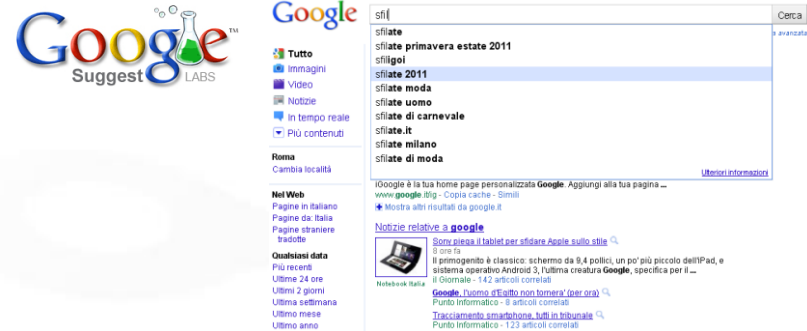 Google™
Suggest LABS
Google
sfil
Cerca
a avanzata
sfilate
sfilate primavera estate 2011
sfiligoi
sfilate 2011
sfilate moda
sfilate uomo
sfilate di carnevale
sfilate.it
sfilate milano
sfilate di moda
Ulteriori informazioni
Tutto
Immagini
Video
Notizie
In tempo reale
Più contenuti
Roma
Cambia località
Nel Web
Pagine in italiano
Pagine da: Italia
Pagine straniere
tradotte
Qualsiasi data
Più recenti
Ultime 24 ore
Ultimi 2 giorni
Ultima settimana
Ultimo mese
Ultimo anno
iGoogle è la tua home page personalizzata Google. Aggiungi alla tua pagina ...
www.google.it/ig - Copia cache - Simili
Mostra altri risultati da google.it
Notizie relative a google
Sony piega il tablet per sfidare Apple sullo stile
8 ore fa
Il primogenito è classico: schermo da 9,4 pollici, un po' più piccolo dell'iPad, e
sistema operativo Android 3, l'ultima creatura Google, specifica per il ...
il Giornale - 142 articoli correlati
Notebook Italia
Google, l'uomo d'Egitto non tornera' (per ora)
Punto Informatico - 8 articoli correlati
Tracciamento smartphone, tutti in tribunale
Punto Informatico - 123 articoli correlati